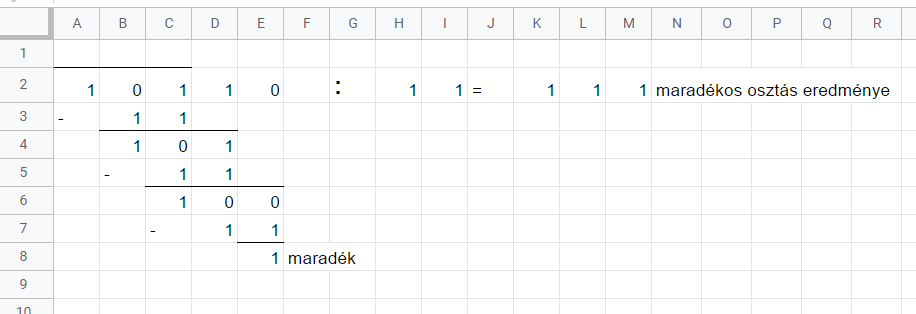 A B C D E F G H I J K L M N O P Q R
1
2 1 0 1 1 0 : 1 1 = 1 1 1 maradékos osztás eredménye
3 - 1 1
4 1 0 1
5 - 1 1
6 1 0 0
7 - 1 1
8 1 maradék
9
10